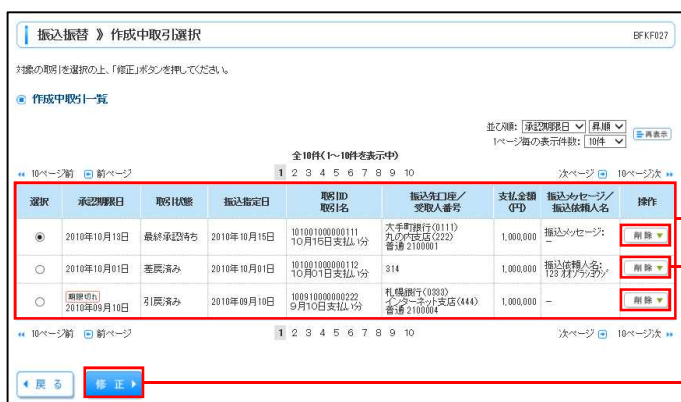 振込振替 》 作成中取引選択
BFKF027
対象の取引を選択の上、「修正」ボタンを押してください。
作成中取引一覧
並び順： 承認期限日 昇順
1ページ毎の表示件数： 10件 再表示
全10件(1〜10件を表示中)
10ページ前 前ページ 1 2 3 4 5 6 7 8 9 10 次ページ 10ページ次
選択 承認期限日 取引状態 振込指定日 取引ID 取引名 振込先口座／受取人番号 支払金額(円) 振込メッセージ／振込依頼人名 操作
2010年10月13日 最終承認待ち 2010年10月15日 101001000000111 10月15日支払い分 大手町銀行(0111) 丸の内支店(222) 普通 2100001 1,000,000 振込メッセージ： － 削除
2010年10月01日 差戻済み 2010年10月01日 101001000000112 10月01日支払い分 314 1,000,000 振込依頼人名： 削除
期限切れ 2010年09月10日 引戻済み 2010年09月10日 100910000000222 9月10日支払い分 札幌銀行(0333) インターネット支店(444) 普通 2100004 1,000,000 － 削除
10ページ前 前ページ 1 2 3 4 5 6 7 8 9 10 次ページ 10ページ次
戻る 修正